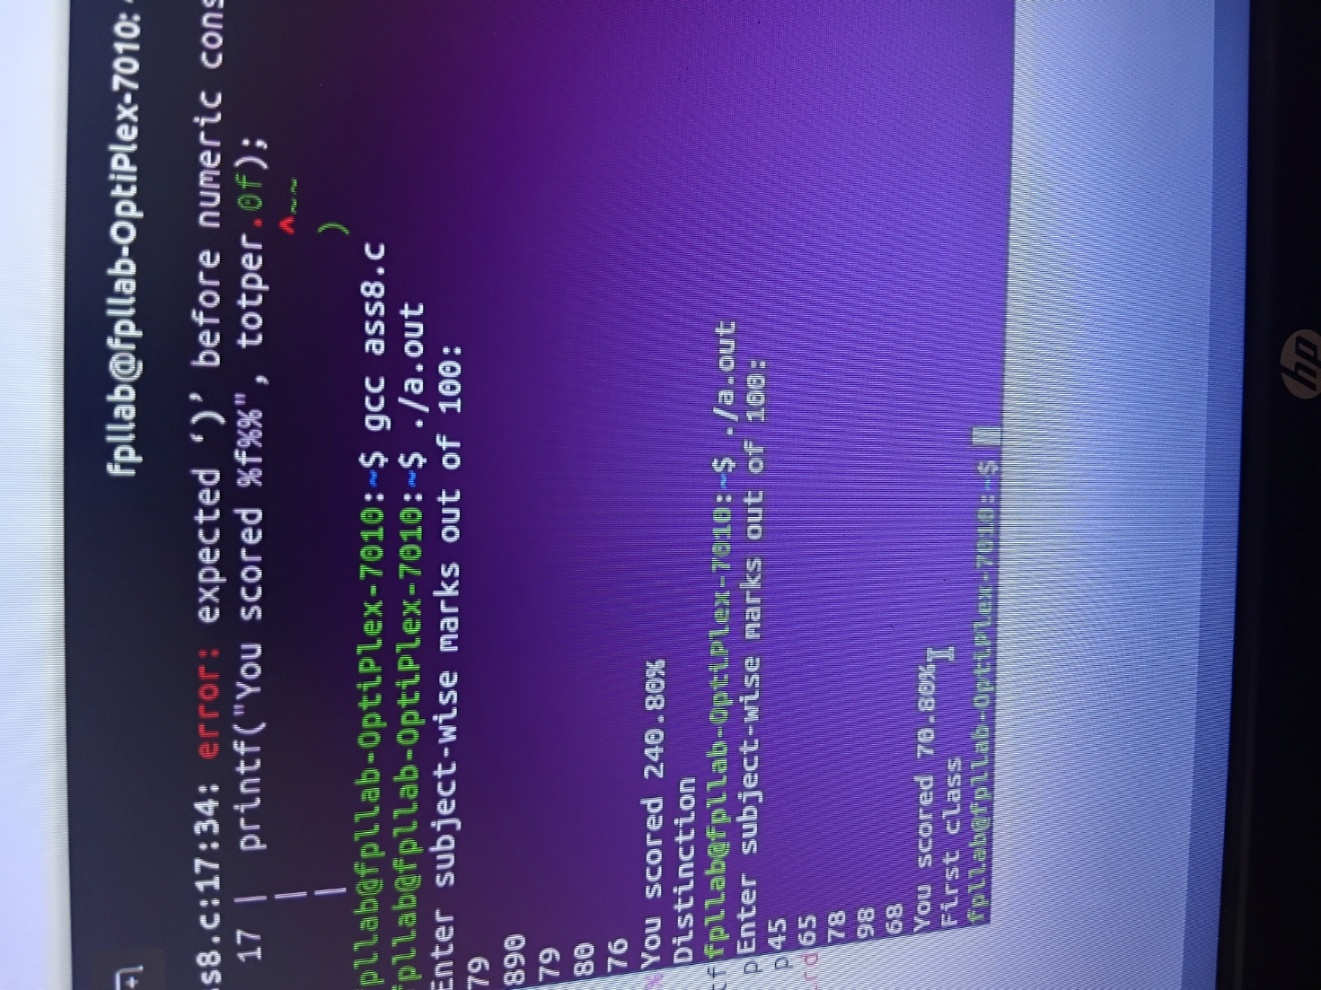 fpllab@fpllab-OptiPlex-7010:
ss8.c:17:34: error: expected ‘)’ before numeric cons
17 | printf("You scored %f%%", totper.0f);
| ^~~
| )
pllab@fpllab-OptiPlex-7010:~$ gcc ass8.c
fpllab@fpllab-OptiPlex-7010:~$ ./a.out
Enter subject-wise marks out of 100:
79
890
79
80
76
You scored 240.80%
Distinction
fpllab@fpllab-OptiPlex-7010:~$ ./a.out
Enter subject-wise marks out of 100:
45
65
78
98
68
You scored 70.80%
First class
fpllab@fpllab-OptiPlex-7010:~$
hp